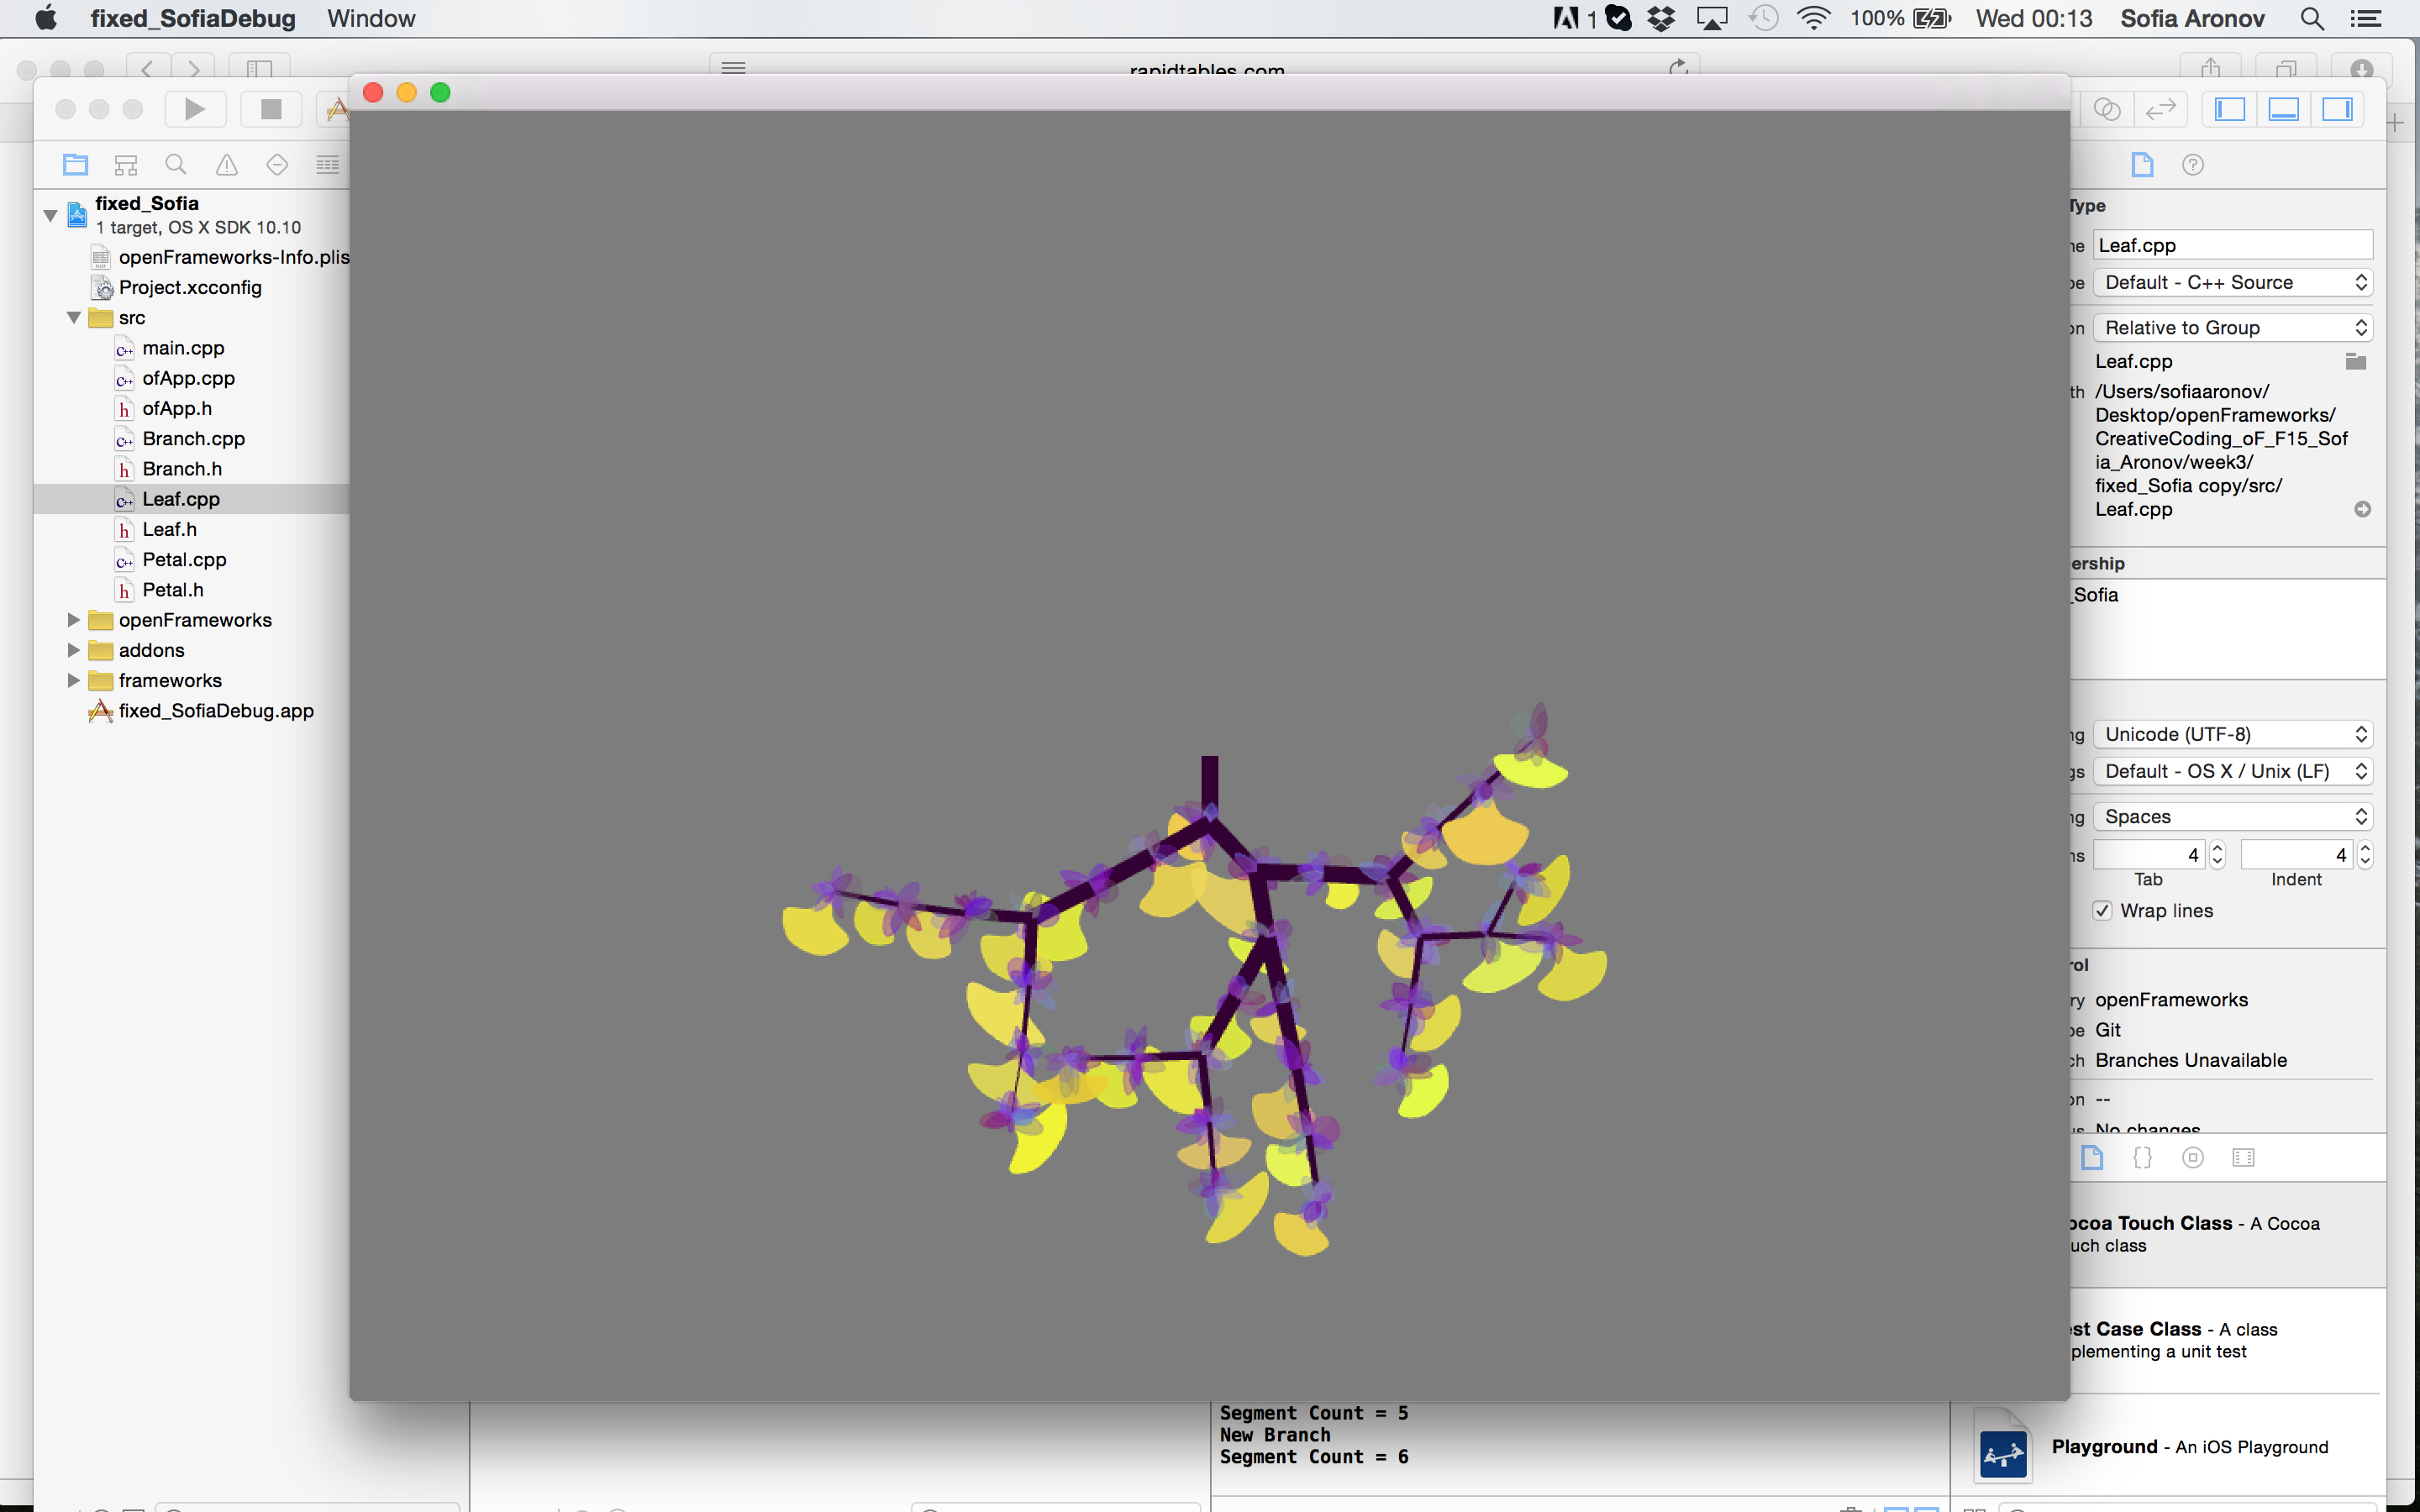 fixed_SofiaDebug Window 1 100% Wed 00:13 Sofia Aronov
rapidtables.com
fixed_Sofia
1 target, OS X SDK 10.10
openFrameworks-Info.plis
Project.xcconfig
src
main.cpp
ofApp.cpp
ofApp.h
Branch.cpp
Branch.h
Leaf.cpp
Leaf.h
Petal.cpp
Petal.h
openFrameworks
addons
frameworks
fixed_SofiaDebug.app
Type
Leaf.cpp
Default - C++ Source
Relative to Group
Leaf.cpp
th /Users/sofiaaronov/
Desktop/openFrameworks/
CreativeCoding_oF_F15_Sof
ia_Aronov/week3/
fixed_Sofia copy/src/
Leaf.cpp
ership
_Sofia
ng Unicode (UTF-8)
gs Default - OS X / Unix (LF)
ng Spaces
ns 4 4
Tab Indent
Wrap lines
rol
ry openFrameworks
pe Git
ch Branches Unavailable
on --
us No changes
ocoa Touch Class - A Cocoa
uch class
est Case Class - A class
plementing a unit test
Playground - An iOS Playground
Segment Count = 5
New Branch
Segment Count = 6